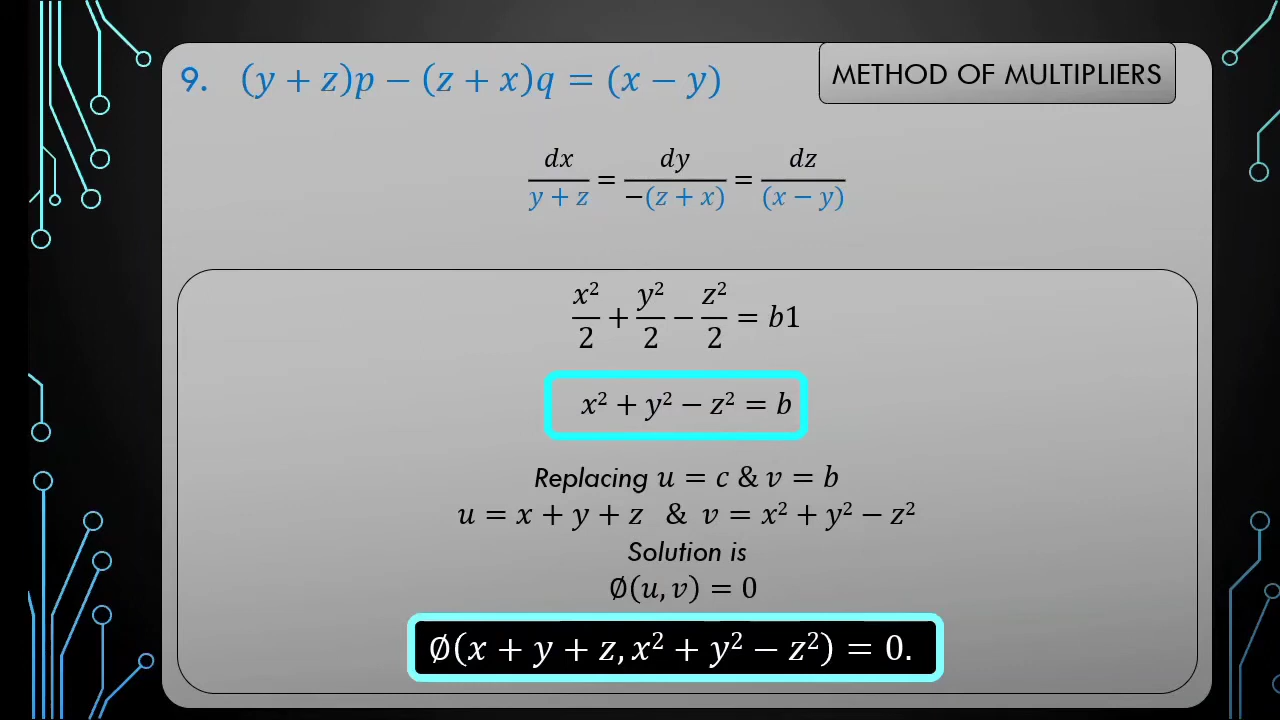 9. (y + z)p − (z + x)q = (x − y)
METHOD OF MULTIPLIERS
dx/(y + z) = dy/(−(z + x)) = dz/((x − y))
x²/2 + y²/2 − z²/2 = b1
x² + y² − z² = b
Replacing u = c & v = b
u = x + y + z & v = x² + y² − z²
Solution is
∅(u, v) = 0
∅(x + y + z, x² + y² − z²) = 0.